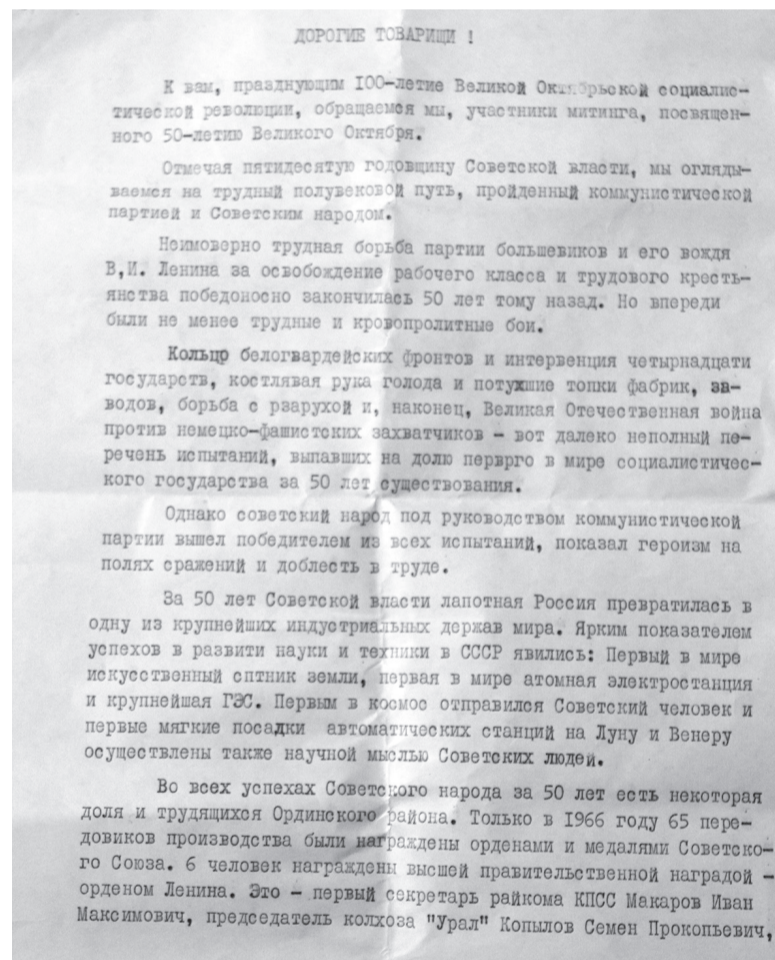 ДОРОГИЕ ТОВАРИЩИ !
К вам, празднующим 100-летие Великой Октябрьской социалис-
тической революции, обращаемся мы, участники митинга, посвящен-
ного 50-летию Великого Октября.
Отмечая пятидесятую годовщину Советской власти, мы огляды-
ваемся на трудный полувековой путь, пройденный коммунистической
партией и Советским народом.
Неимоверно трудная борьба партии большевиков и его вождя
В,И. Ленина за освобождение рабочего класса и трудового кресть-
янства победоносно закончилась 50 лет тому назад. Но впереди
были не менее трудные и кровопролитные бои.
Кольцо белогвардейских фронтов и интервенция четырнадцати
государств, костлявая рука голода и потухшие топки фабрик, за-
водов, борьба с рзарухой и, наконец, Великая Отечественная война
против немецко-фашистских захватчиков - вот далеко неполный пе-
речень испытаний, выпавших на долю перврго в мире социалистичес-
кого государства за 50 лет существования.
Однако советский народ под руководством коммунистической
партии вышел победителем из всех испытаний, показал героизм на
полях сражений и доблесть в труде.
За 50 лет Советской власти лапотная Россия превратилась в
одну из крупнейших индустриальных держав мира. Ярким показателем
успехов в развити науки и техники в СССР явились: Первый в мире
искусственный сптник земли, первая в мире атомная электростанция
и крупнейшая ГЭС. Первым в космос отправился Советский человек и
первые мягкие посадки автоматических станций на Луну и Венеру
осуществлены также научной мыслью Советских людей.
Во всех успехах Советского народа за 50 лет есть некоторая
доля и трудящихся Ординского района. Только в 1966 году 65 пере-
довиков производства были награждены орденами и медалями Советско-
го Союза. 6 человек награждены высшей правительственной наградой -
орденом Ленина. Это - первый секретарь райкома КПСС Макаров Иван
Максимович, председатель колхоза "Урал" Копылов Семен Прокопьевич,